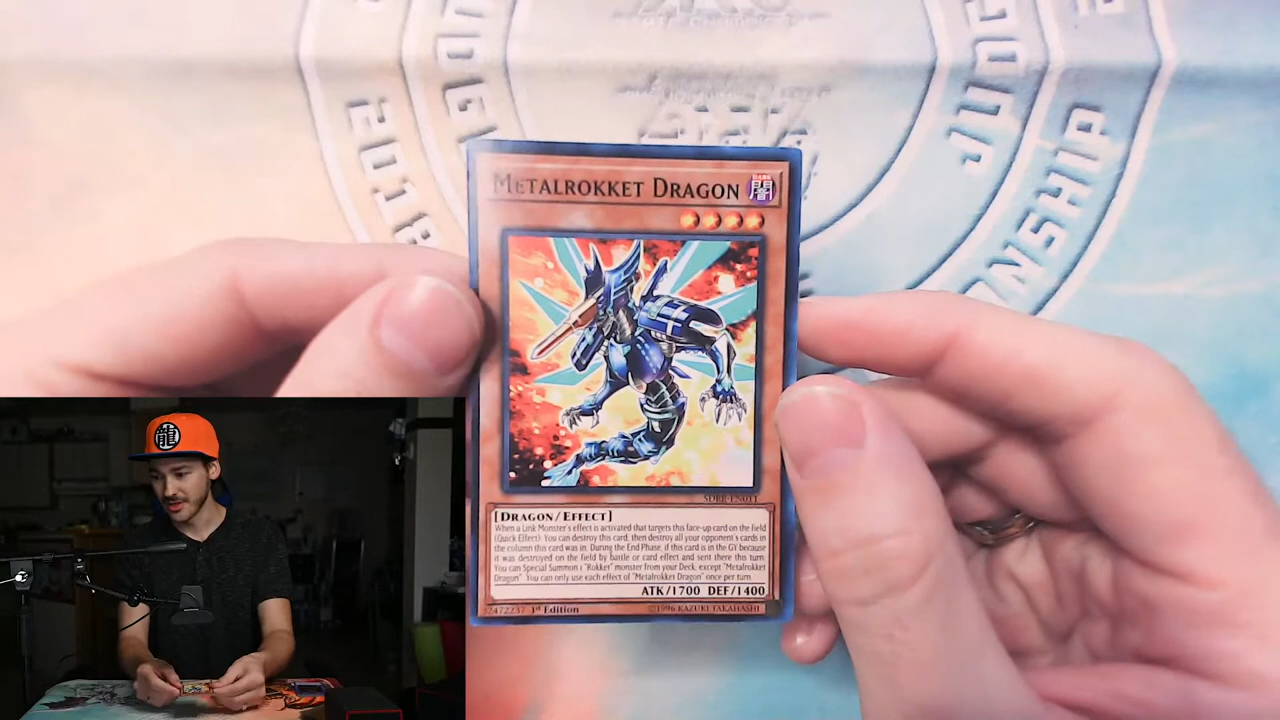 2018
JUDG
NSHIP
METALROKKET DRAGON
DARK
闇
SDRR-EN011
[DRAGON/EFFECT]
When a Link Monster's effect is activated that targets this face-up card on the field
(Quick Effect): You can destroy this card, then destroy all your opponent's cards in
the column this card was in. During the End Phase, if this card is in the GY because
it was destroyed on the field by battle or card effect and sent there this turn:
You can Special Summon 1 "Rokket" monster from your Deck, except "Metalrokket
Dragon". You can only use each effect of "Metalrokket Dragon" once per turn.
ATK/1700 DEF/1400
1st Edition
©1996 KAZUKI TAKAHASHI
龍